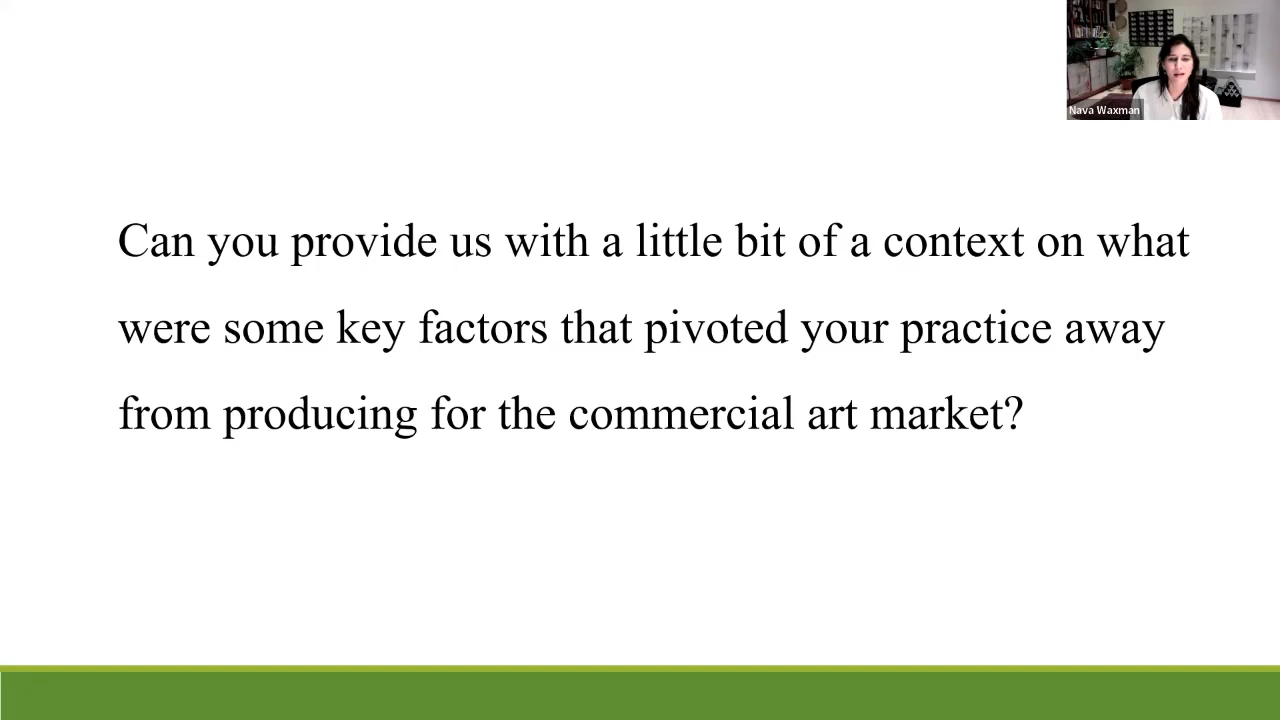 Nava Waxman
Can you provide us with a little bit of a context on what
were some key factors that pivoted your practice away
from producing for the commercial art market?